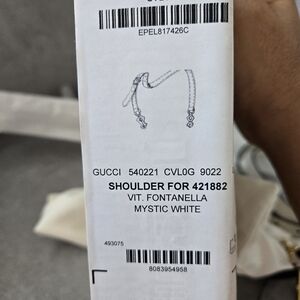 EPEL817426C
GUCCI 540221 CVL0G 9022
SHOULDER FOR 421882
VIT. FONTANELLA
MYSTIC WHITE
493075
8083954958